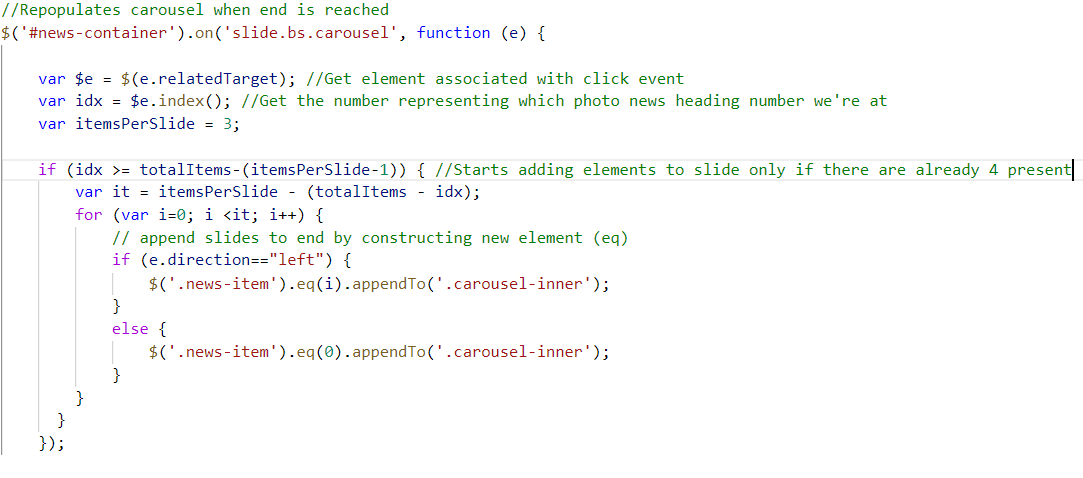 //Repopulates carousel when end is reached
$('#news-container').on('slide.bs.carousel', function (e) {
var $e = $(e.relatedTarget); //Get element associated with click event
var idx = $e.index(); //Get the number representing which photo news heading number we're at
var itemsPerSlide = 3;
if (idx >= totalItems-(itemsPerSlide-1)) { //Starts adding elements to slide only if there are already 4 present
var it = itemsPerSlide - (totalItems - idx);
for (var i=0; i <it; i++) {
// append slides to end by constructing new element (eq)
if (e.direction=="left") {
$('.news-item').eq(i).appendTo('.carousel-inner');
}
else {
$('.news-item').eq(0).appendTo('.carousel-inner');
}
}
}
});